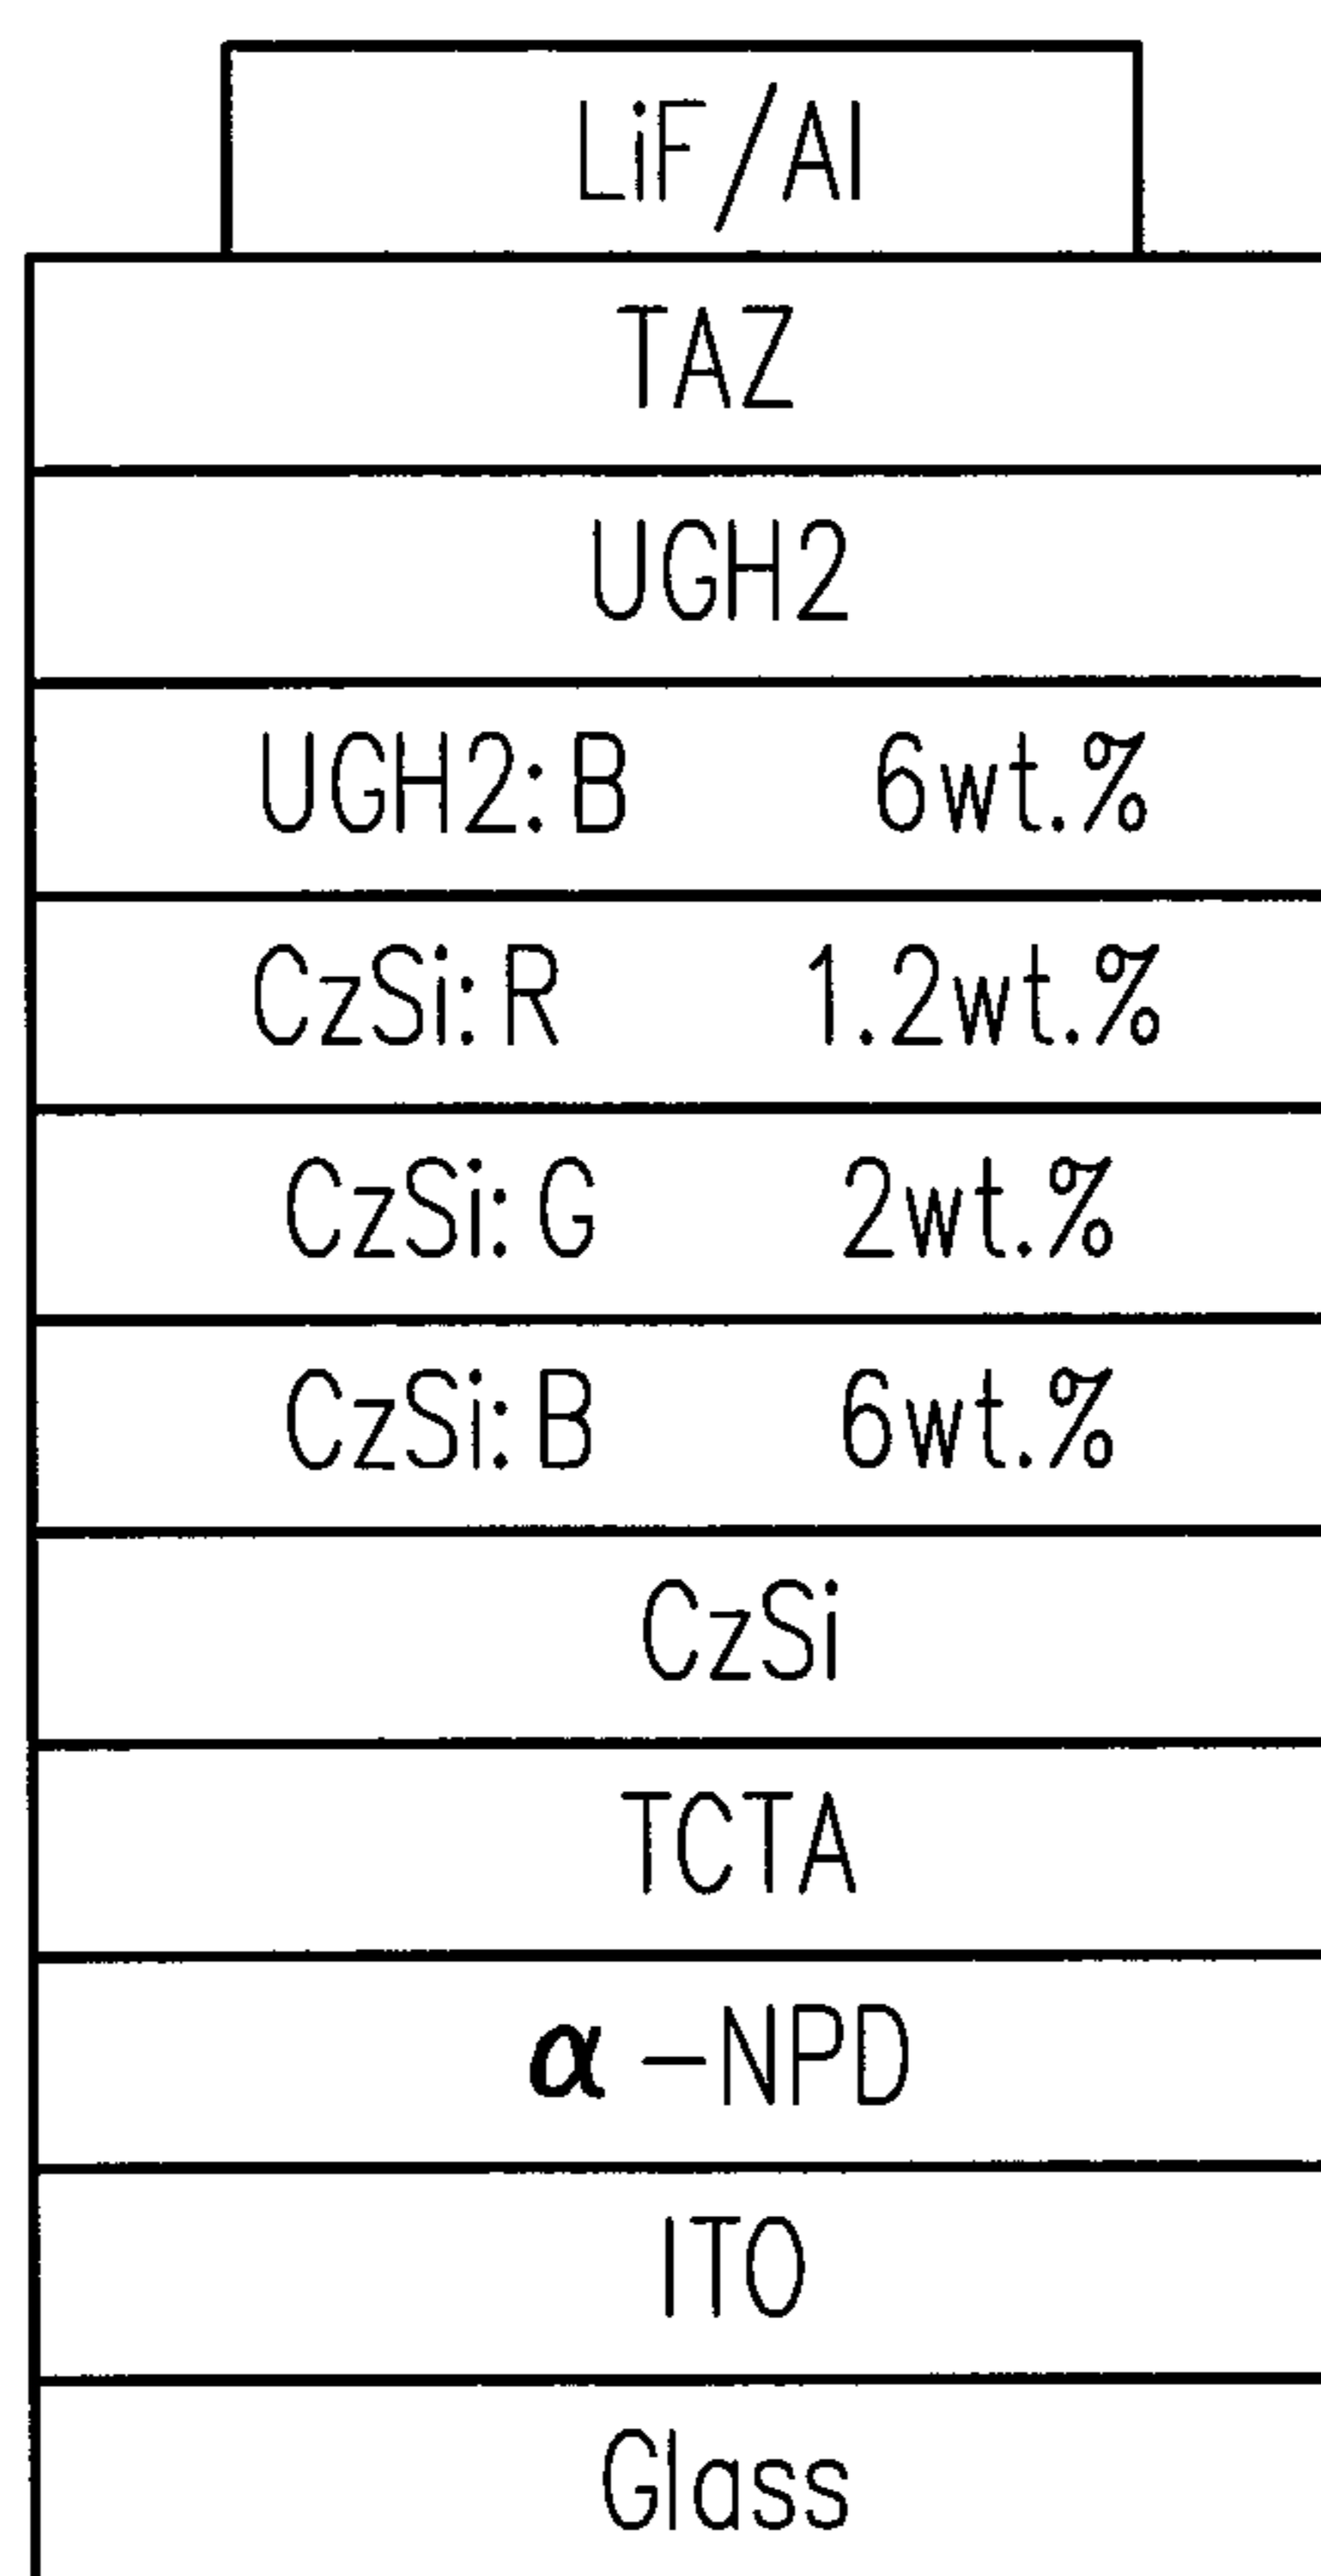 LiF/Al
TAZ
UGH2
UGH2:B 6wt.%
CzSi:R 1.2wt.%
CzSi:G 2wt.%
CzSi:B 6wt.%
CzSi
TCTA
α-NPD
ITO
Glass